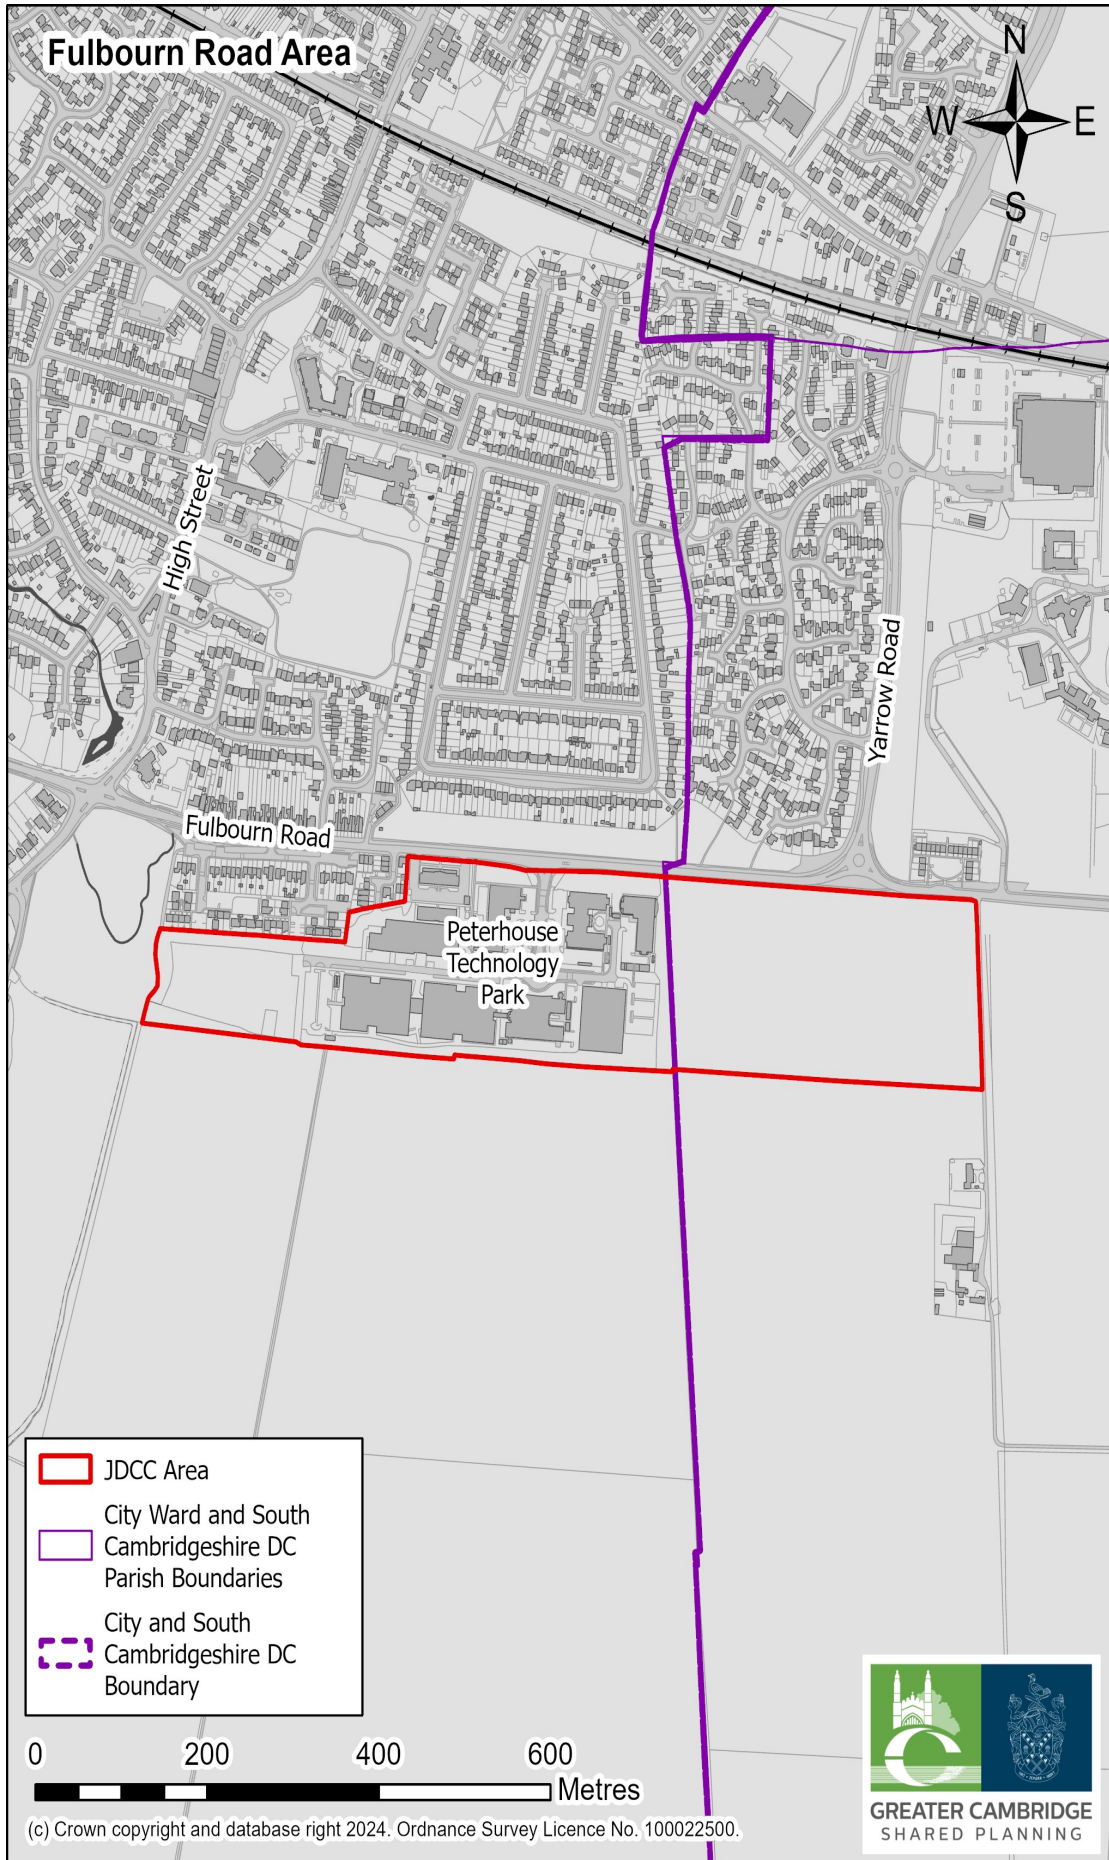 Fulbourn Road Area
N
W
E
S
High Street
Yarrow Road
Fulbourn Road
Peterhouse
Technology
Park
JDCC Area
City Ward and South
Cambridgeshire DC
Parish Boundaries
City and South
Cambridgeshire DC
Boundary
0 200 400 600
Metres
(c) Crown copyright and database right 2024. Ordnance Survey Licence No. 100022500.
GREATER CAMBRIDGE
SHARED PLANNING